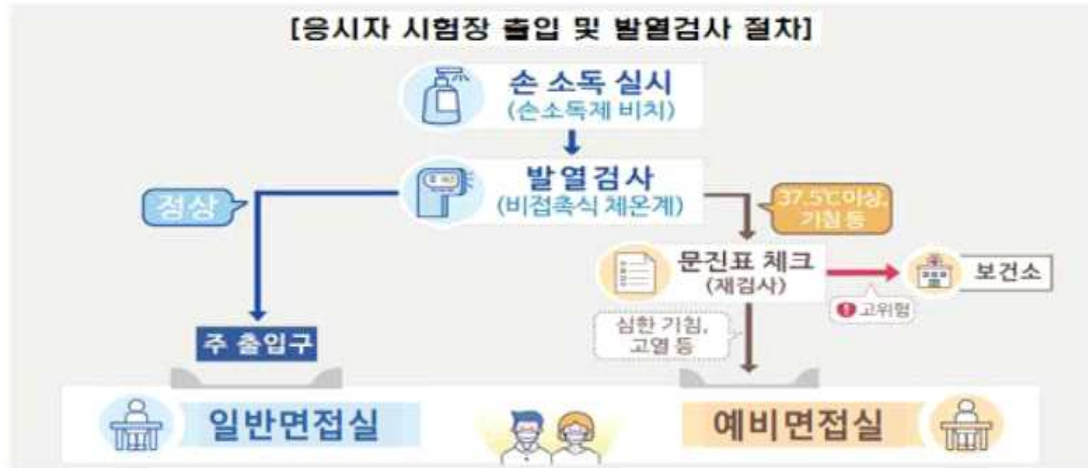 [응시자 시험장 출입 및 발열검사 절차]
손 소독 실시
(손소독제 비치)
발열검사
(비접촉식 체온계)
정상
37.5℃이상,
기침 등
문진표 체크
(재검사)
보건소
! 고위험
심한 기침,
고열 등
주 출입구
일반면접실
예비면접실